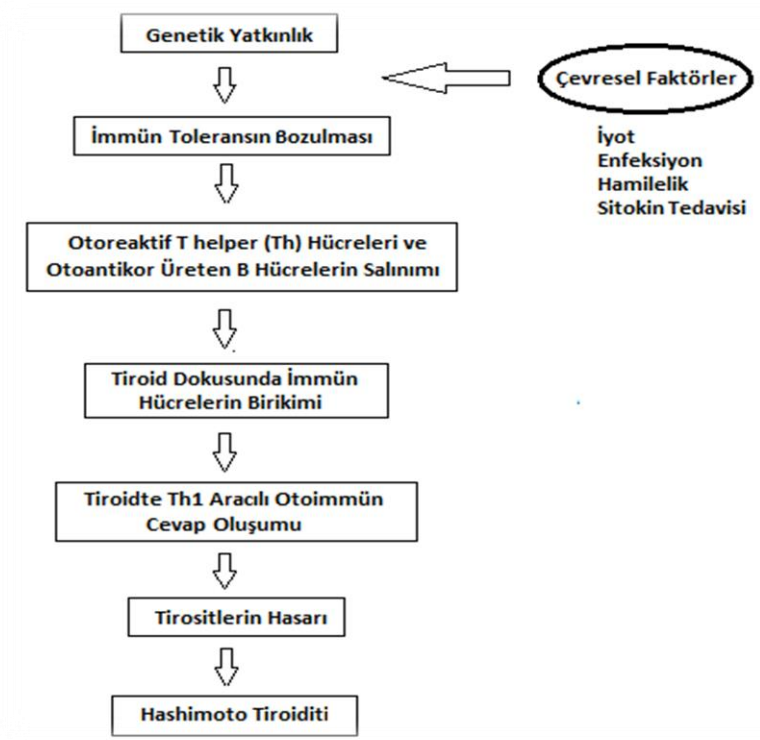 Genetik Yatkınlık
Çevresel Faktörler
İyot
Enfeksiyon
Hamilelik
Sitokin Tedavisi
İmmün Toleransın Bozulması
Otoreaktif T helper (Th) Hücreleri ve
Otoantikor Üreten B Hücrelerin Salınımı
Tiroid Dokusunda İmmün
Hücrelerin Birikimi
Tiroidte Th1 Aracılı Otoimmün
Cevap Oluşumu
Tirositlerin Hasarı
Hashimoto Tiroiditi